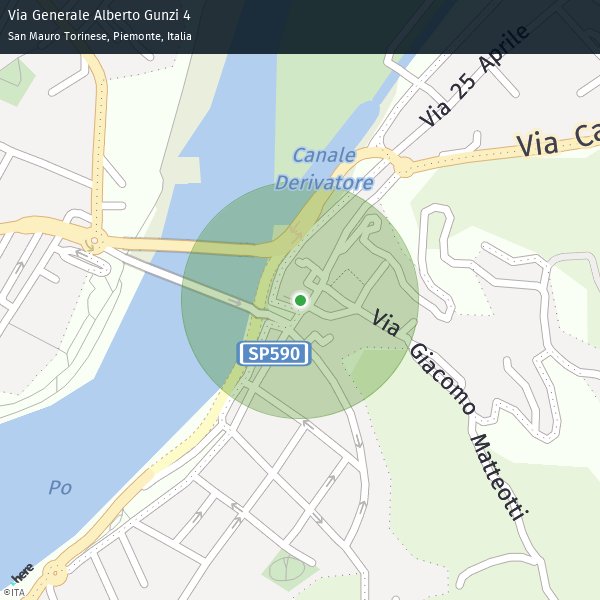 Via Generale Alberto Gunzi 4
San Mauro Torinese, Piemonte, Italia
Via 25 Aprile
Via Ca
Canale
Derivatore
Via Giacomo Matteotti
SP590
Po
here
©ITA